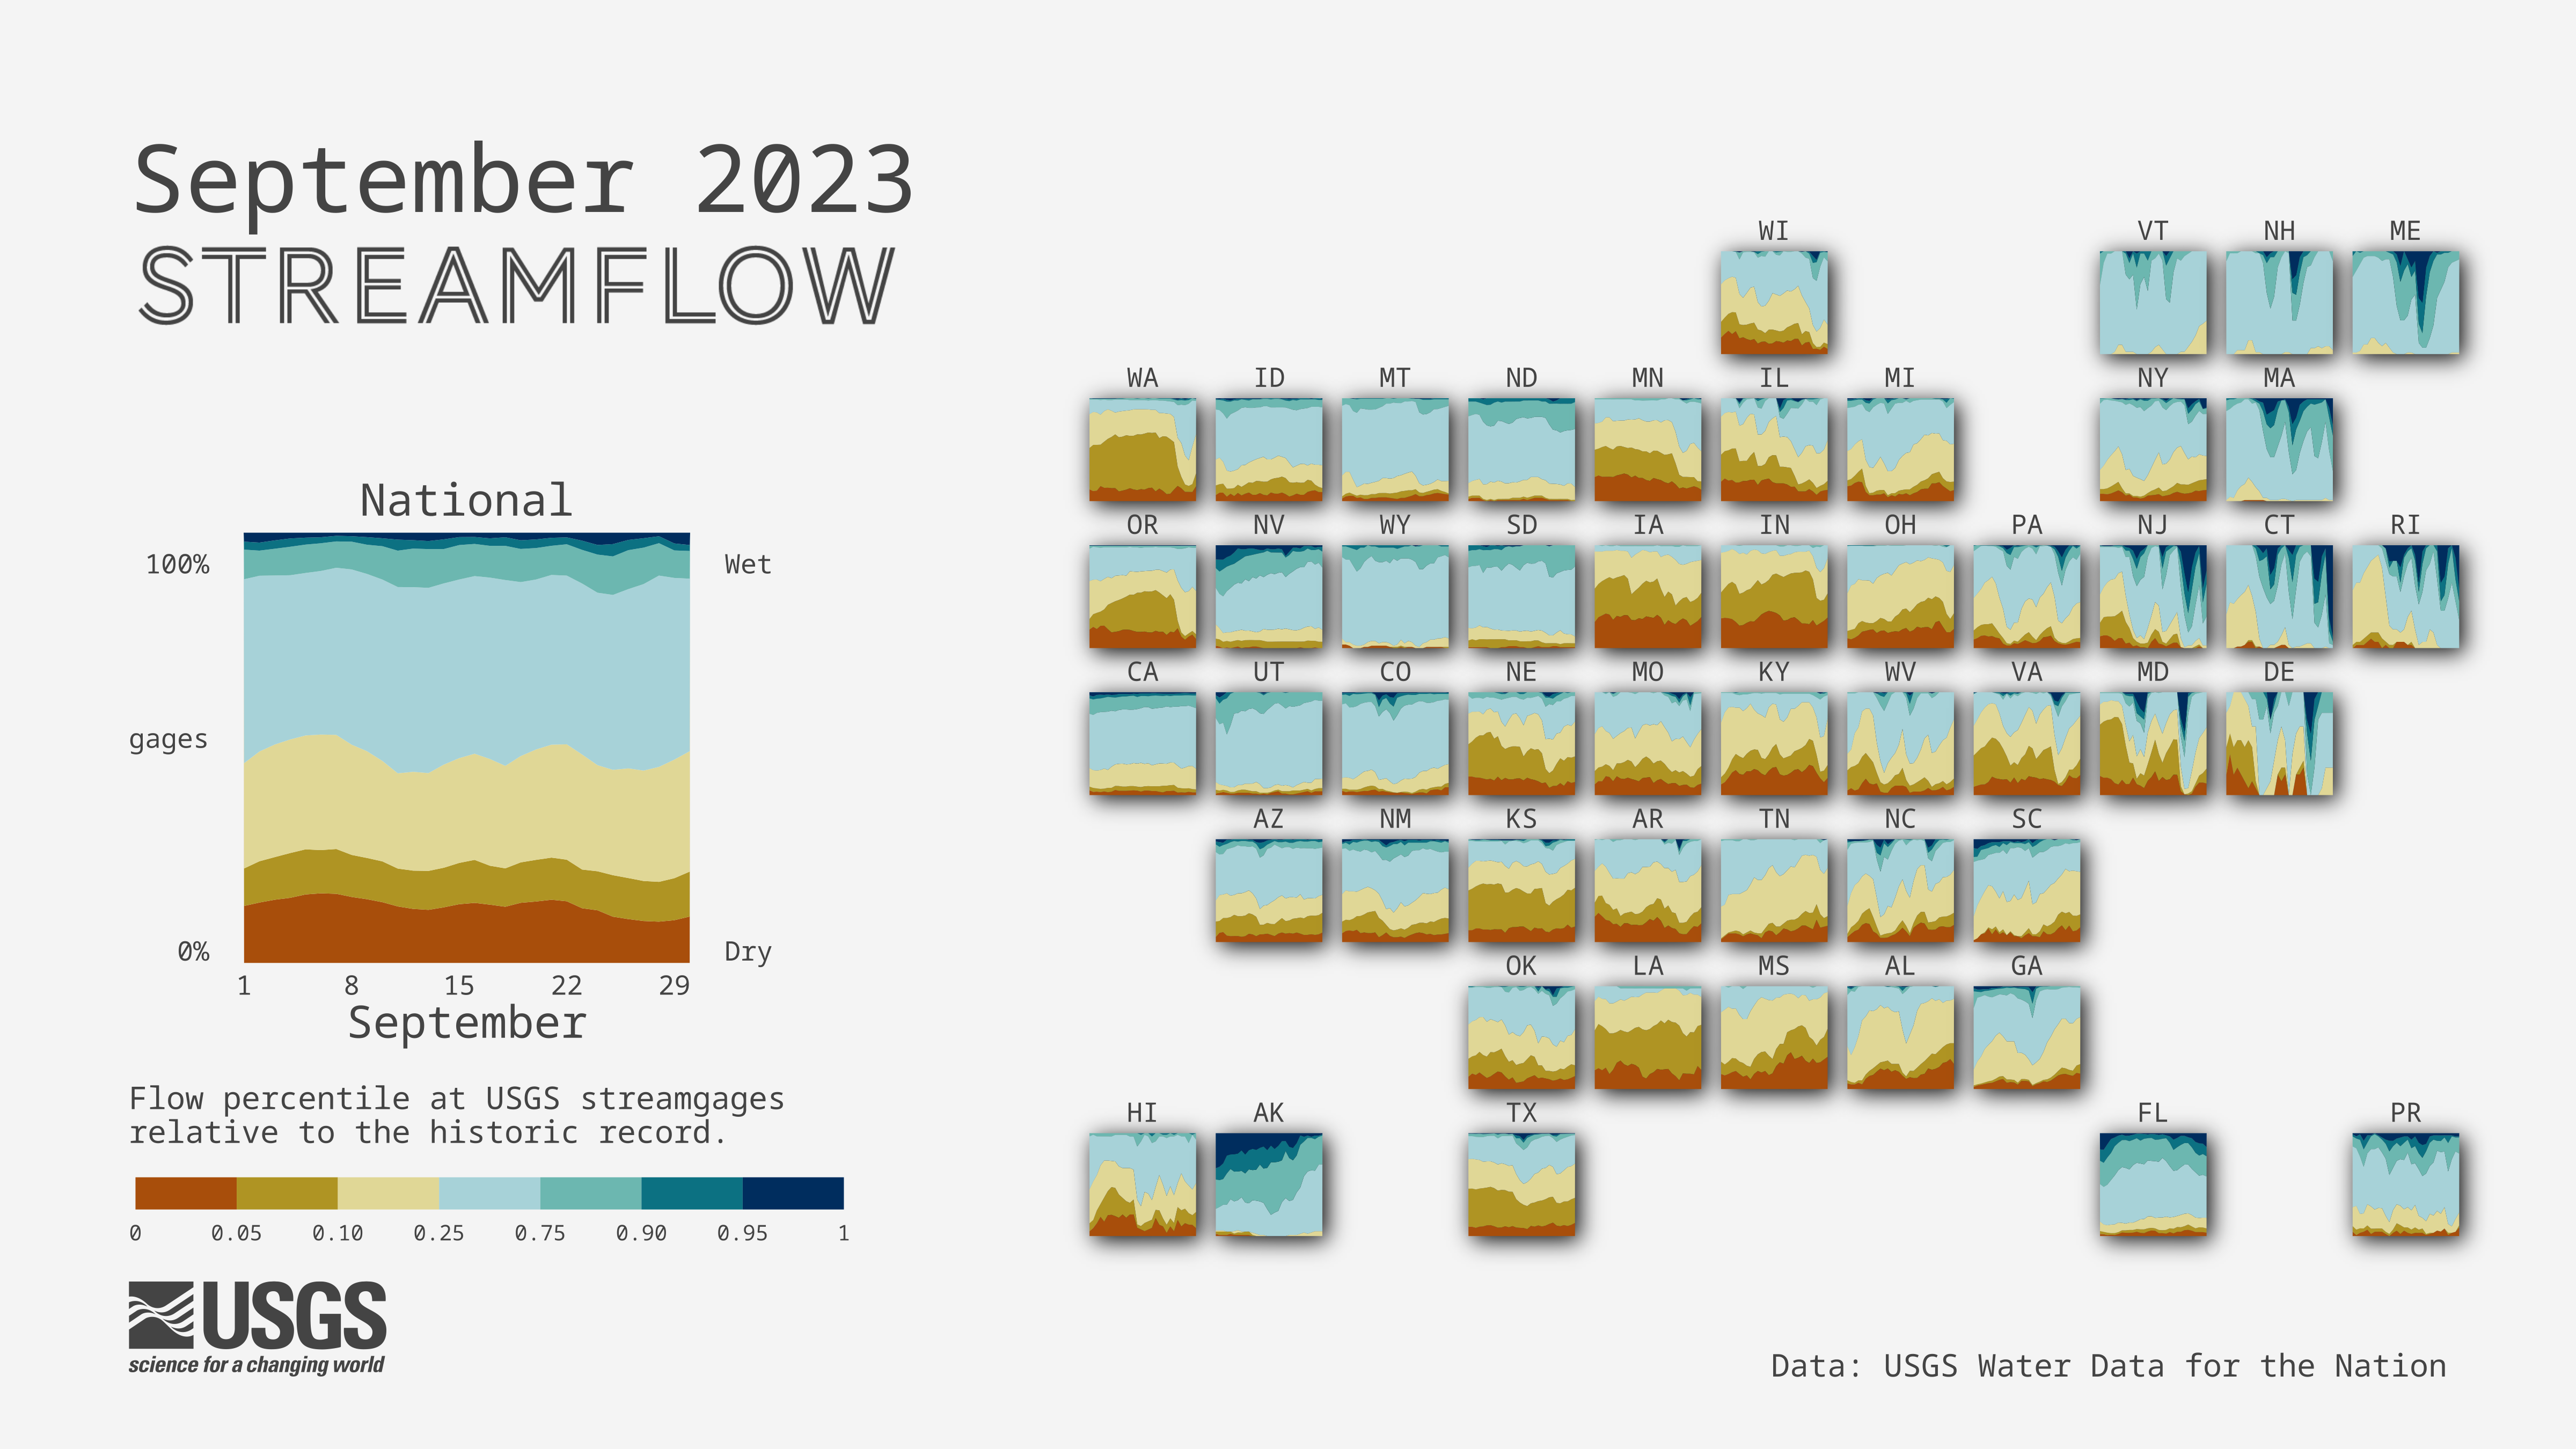 September 2023
STREAMFLOW
National
100%
Wet
gages
0%
Dry
1 8 15 22 29
September
Flow percentile at USGS streamgages
relative to the historic record.
0 0.05 0.10 0.25 0.75 0.90 0.95 1
USGS
science for a changing world
WI VT NH ME
WA ID MT ND MN IL MI NY MA
OR NV WY SD IA IN OH PA NJ CT RI
CA UT CO NE MO KY WV VA MD DE
AZ NM KS AR TN NC SC
OK LA MS AL GA
HI AK TX FL PR
Data: USGS Water Data for the Nation